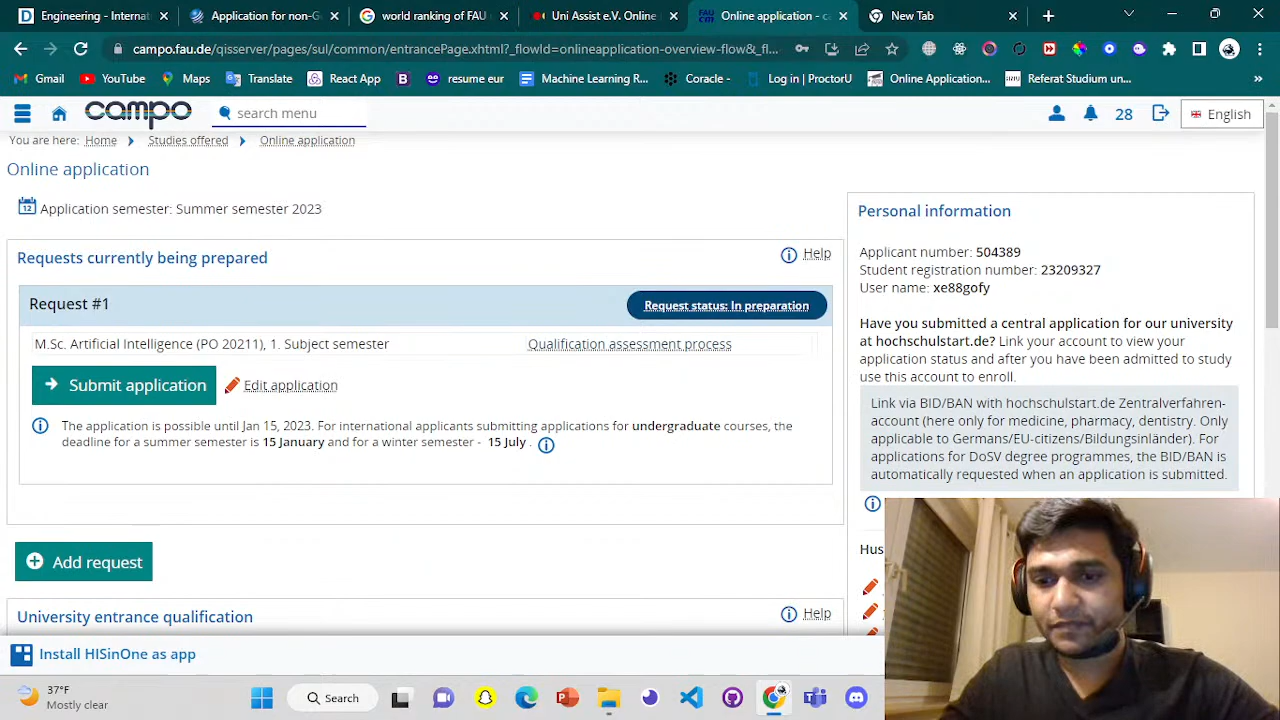 Engineering - Internat
Application for non-G
world ranking of FAU
Uni Assist e.V. Online
Online application - ca
New Tab
campo.fau.de/qisserver/pages/sul/common/entrancePage.xhtml?_flowId=onlineapplication-overview-flow&_fl...
Gmail
YouTube
Maps
Translate
React App
resume eur
Machine Learning R...
Coracle -
Log in | ProctorU
Online Application...
Referat Studium un...
campo
search menu
28
English
You are here: Home
Studies offered
Online application
Online application
Application semester: Summer semester 2023
Requests currently being prepared
Help
Request #1
Request status: In preparation
M.Sc. Artificial Intelligence (PO 20211), 1. Subject semester
Qualification assessment process
Submit application
Edit application
The application is possible until Jan 15, 2023. For international applicants submitting applications for undergraduate courses, the
deadline for a summer semester is 15 January and for a winter semester - 15 July .
Add request
University entrance qualification
Help
Personal information
Applicant number: 504389
Student registration number: 23209327
User name: xe88gofy
Have you submitted a central application for our university
at hochschulstart.de? Link your account to view your
application status and after you have been admitted to study
use this account to enroll.
Link via BID/BAN with hochschulstart.de Zentralverfahren-
account (here only for medicine, pharmacy, dentistry. Only
applicable to Germans/EU-citizens/Bildungsinländer). For
applications for DoSV degree programmes, the BID/BAN is
automatically requested when an application is submitted.
Hus
Install HISinOne as app
37°F
Mostly clear
Search